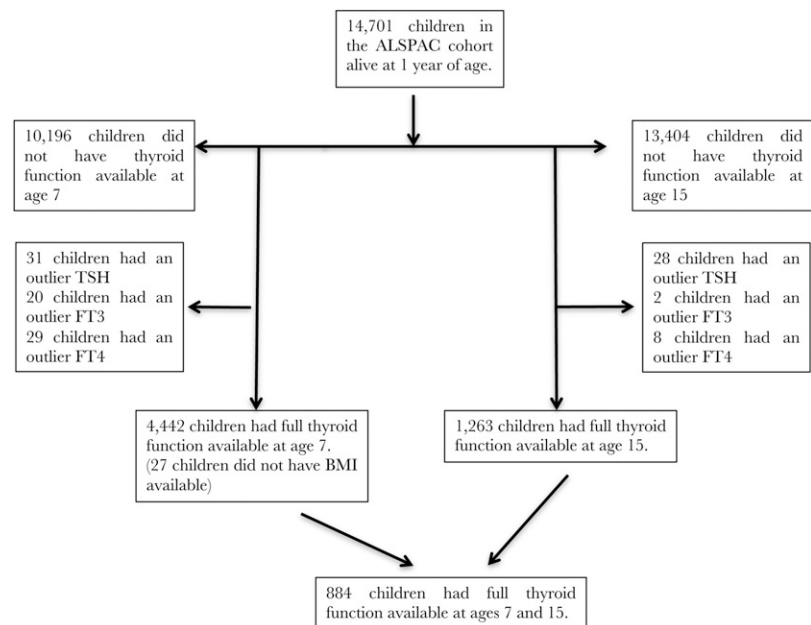 14,701 children in
the ALSPAC cohort
alive at 1 year of age.
10,196 children did
not have thyroid
function available at
age 7
13,404 children did
not have thyroid
function available at
age 15
31 children had an
outlier TSH
20 children had an
outlier FT3
29 children had an
outlier FT4
28 children had an
outlier TSH
2 children had an
outlier FT3
8 children had an
outlier FT4
4,442 children had full thyroid
function available at age 7.
(27 children did not have BMI
available)
1,263 children had full thyroid
function available at age 15.
884 children had full thyroid
function available at ages 7 and 15.